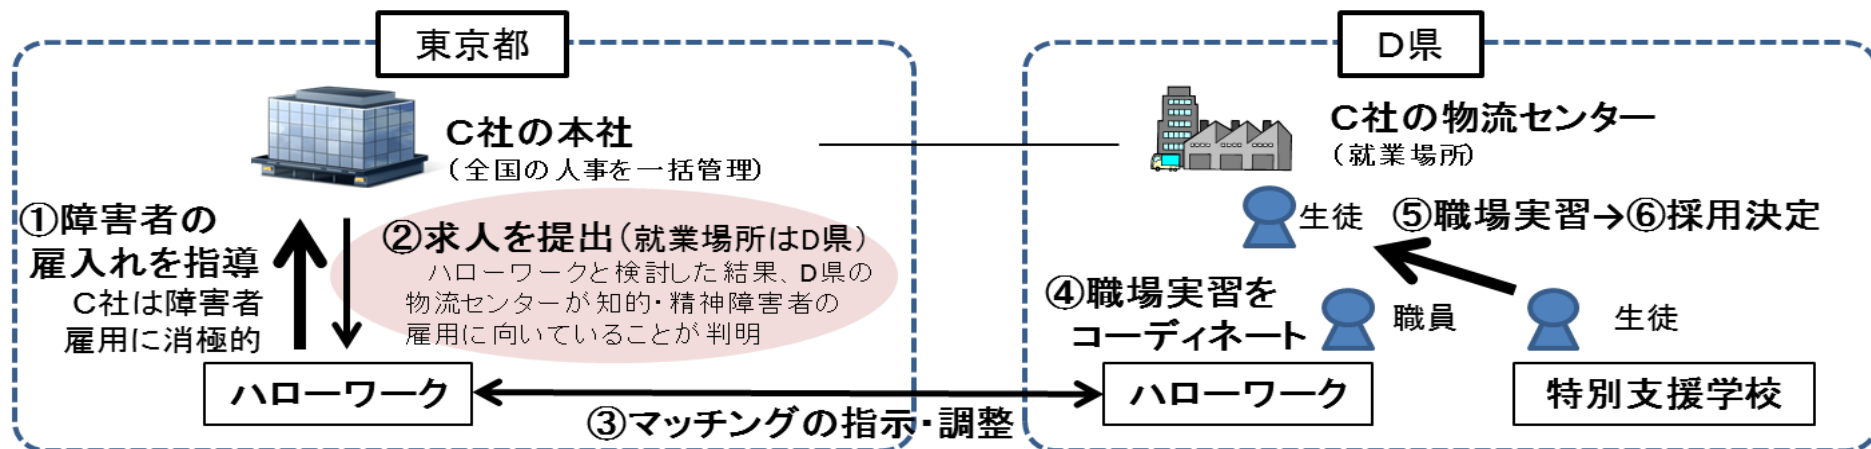 東京都
C社の本社
(全国の人事を一括管理)
①障害者の
雇入れを指導
C社は障害者
雇用に消極的
②求人を提出(就業場所はD県)
ハローワークと検討した結果、D県の
物流センターが知的・精神障害者の
雇用に向いていることが判明
ハローワーク
③マッチングの指示・調整
D県
C社の物流センター
(就業場所)
生徒
⑤職場実習→⑥採用決定
④職場実習を
コーディネート
職員
生徒
ハローワーク
特別支援学校